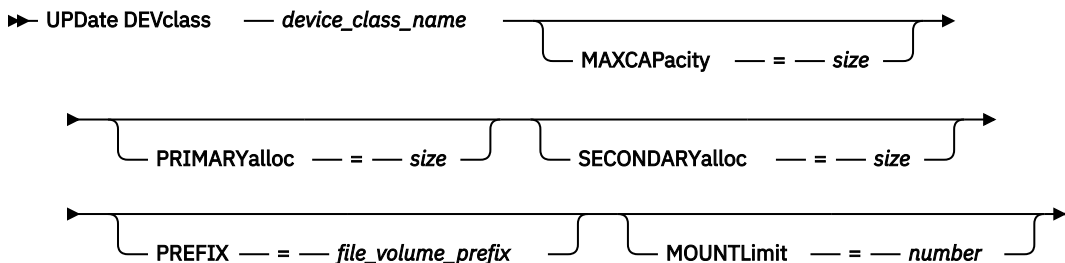 UPDate DEVclass device_class_name
MAXCAPacity = size
PRIMARYalloc = size SECONDARYalloc = size
PREFIX = file_volume_prefix MOUNTLimit = number